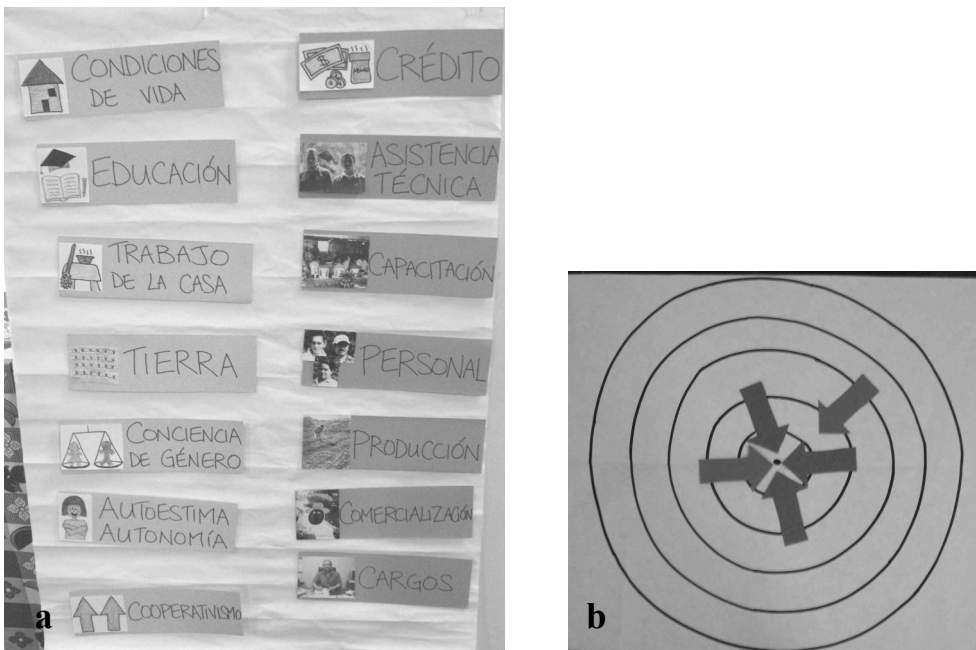 CONDICIONES
DE VIDA
EDUCACIÓN
TRABAJO
DE LA CASA
TIERRA
CONCIENCIA
DE GÉNERO
AUTOESTIMA
AUTONOMÍA
COOPERATIVISMO
a
CRÉDITO
ASISTENCIA
TÉCNICA
CAPACITACIÓN
PERSONAL
PRODUCCIÓN
COMERCIALIZACIÓN
CARGOS
b